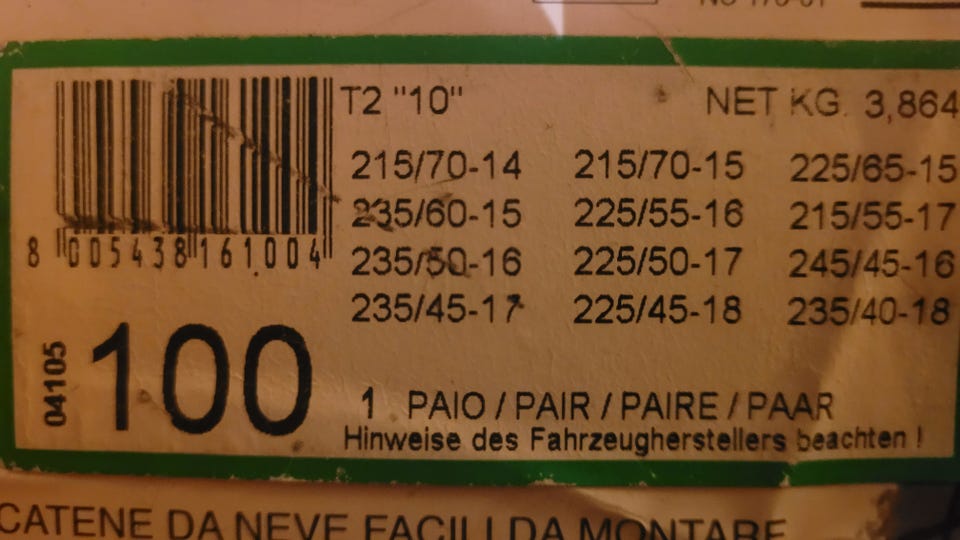 T2 "10" NET KG. 3,864
215/70-14 215/70-15 225/65-15
235/60-15 225/55-16 215/55-17
235/50-16 225/50-17 245/45-16
235/45-17 225/45-18 235/40-18
8 005438 161004
04105
100
1 PAIO / PAIR / PAIRE / PAAR
Hinweise des Fahrzeugherstellers beachten !
CATENE DA NEVE FACILI DA MONTARE